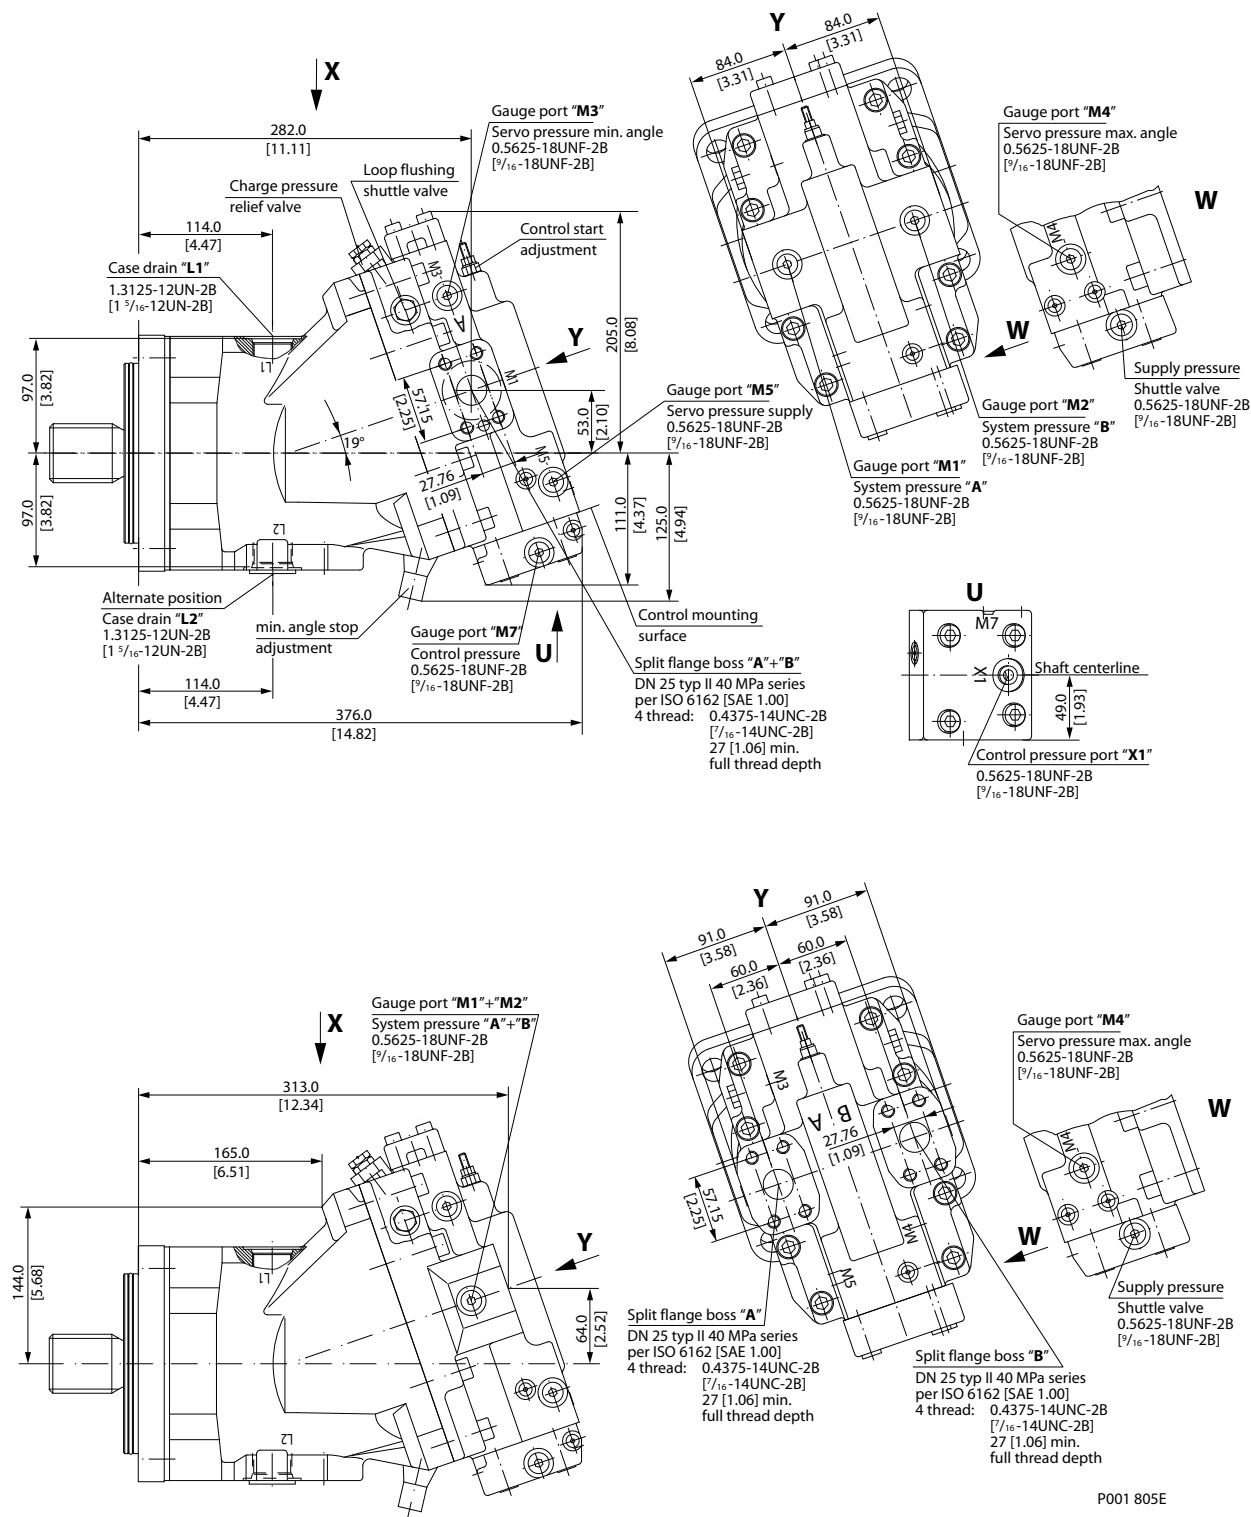 X
Y
84.0
[3.31]
84.0
[3.31]
282.0
[11.11]
Gauge port “M3”
Servo pressure min. angle
0.5625-18UNF-2B
[9/16-18UNF-2B]
Loop flushing
shuttle valve
Charge pressure
relief valve
114.0
[4.47]
Control start
adjustment
Case drain “L1”
1.3125-12UN-2B
[1 5/16-12UN-2B]
M3
A
L1
M1
Y
205.0
[8.08]
97.0
[3.82]
57.15
[2.25]
19°
53.0
[2.10]
Gauge port “M5”
Servo pressure supply
0.5625-18UNF-2B
[9/16-18UNF-2B]
M5
27.76
[1.09]
97.0
[3.82]
111.0
[4.37]
125.0
[4.94]
L2
Alternate position
Case drain “L2”
1.3125-12UN-2B
[1 5/16-12UN-2B]
min. angle stop
adjustment
Gauge port “M7”
Control pressure
0.5625-18UNF-2B
[9/16-18UNF-2B]
U
Control mounting
surface
Split flange boss “A”+”B”
DN 25 typ II 40 MPa series
per ISO 6162 [SAE 1.00]
4 thread: 0.4375-14UNC-2B
[7/16-14UNC-2B]
27 [1.06] min.
full thread depth
114.0
[4.47]
376.0
[14.82]
Gauge port “M4”
Servo pressure max. angle
0.5625-18UNF-2B
[9/16-18UNF-2B]
W
M4
W
Supply pressure
Shuttle valve
0.5625-18UNF-2B
[9/16-18UNF-2B]
Gauge port “M2”
System pressure “B”
0.5625-18UNF-2B
[9/16-18UNF-2B]
Gauge port “M1”
System pressure “A”
0.5625-18UNF-2B
[9/16-18UNF-2B]
U
M7
X1
Shaft centerline
49.0
[1.93]
Control pressure port “X1”
0.5625-18UNF-2B
[9/16-18UNF-2B]
Gauge port “M1”+”M2”
System pressure “A”+”B”
0.5625-18UNF-2B
[9/16-18UNF-2B]
X
313.0
[12.34]
165.0
[6.51]
144.0
[5.68]
L1
Y
64.0
[2.52]
L2
Y
91.0
[3.58]
91.0
[3.58]
60.0
[2.36]
60.0
[2.36]
M3
A
B
27.76
[1.09]
57.15
[2.25]
M4
M5
W
Gauge port “M4”
Servo pressure max. angle
0.5625-18UNF-2B
[9/16-18UNF-2B]
W
M4
Supply pressure
Shuttle valve
0.5625-18UNF-2B
[9/16-18UNF-2B]
Split flange boss “A”
DN 25 typ II 40 MPa series
per ISO 6162 [SAE 1.00]
4 thread: 0.4375-14UNC-2B
[7/16-14UNC-2B]
27 [1.06] min.
full thread depth
Split flange boss “B”
DN 25 typ II 40 MPa series
per ISO 6162 [SAE 1.00]
4 thread: 0.4375-14UNC-2B
[7/16-14UNC-2B]
27 [1.06] min.
full thread depth
P001 805E